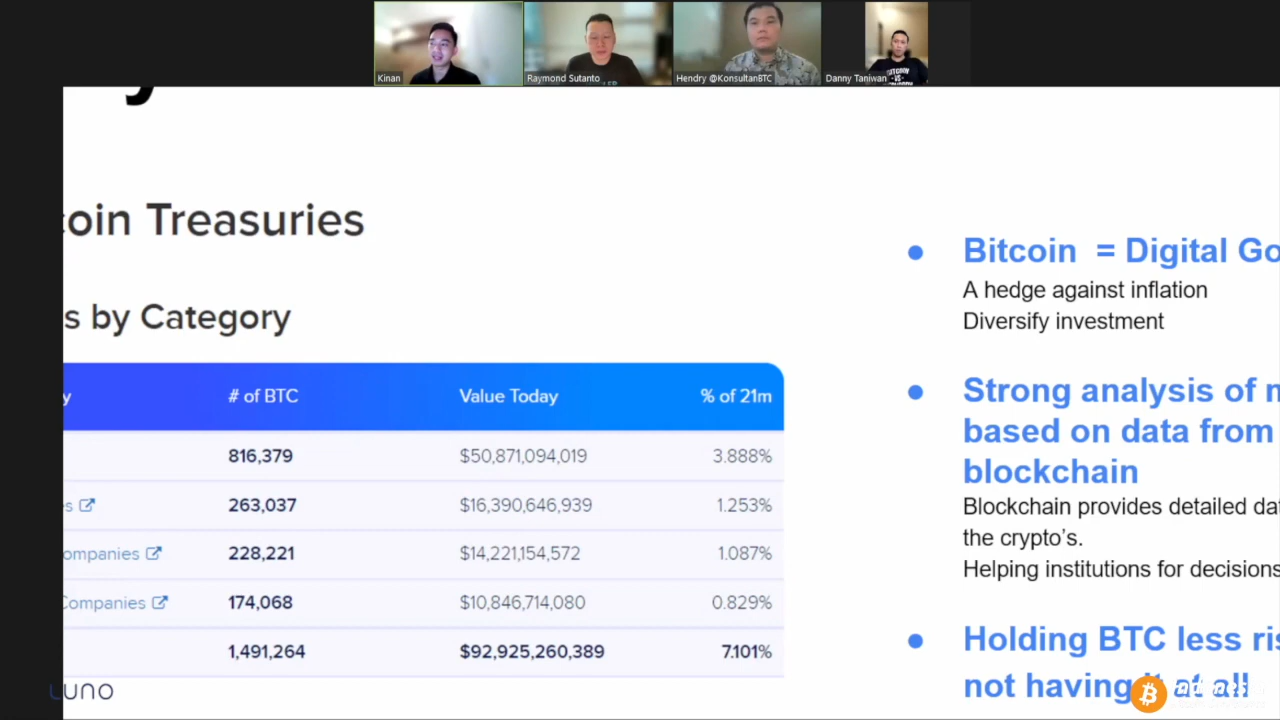 Kinan
Raymond Sutanto
Hendry @KonsultanBTC
Danny Taniwan
coin Treasuries
s by Category
y # of BTC Value Today % of 21m
816,379 $50,871,094,019 3.888%
s 263,037 $16,390,646,939 1.253%
ompanies 228,221 $14,221,154,572 1.087%
Companies 174,068 $10,846,714,080 0.829%
1,491,264 $92,925,260,389 7.101%
Bitcoin = Digital Go
A hedge against inflation
Diversify investment
Strong analysis of
based on data from
blockchain
Blockchain provides detailed da
the crypto's.
Helping institutions for decisions
Holding BTC less ris
not having it at all
LUNO